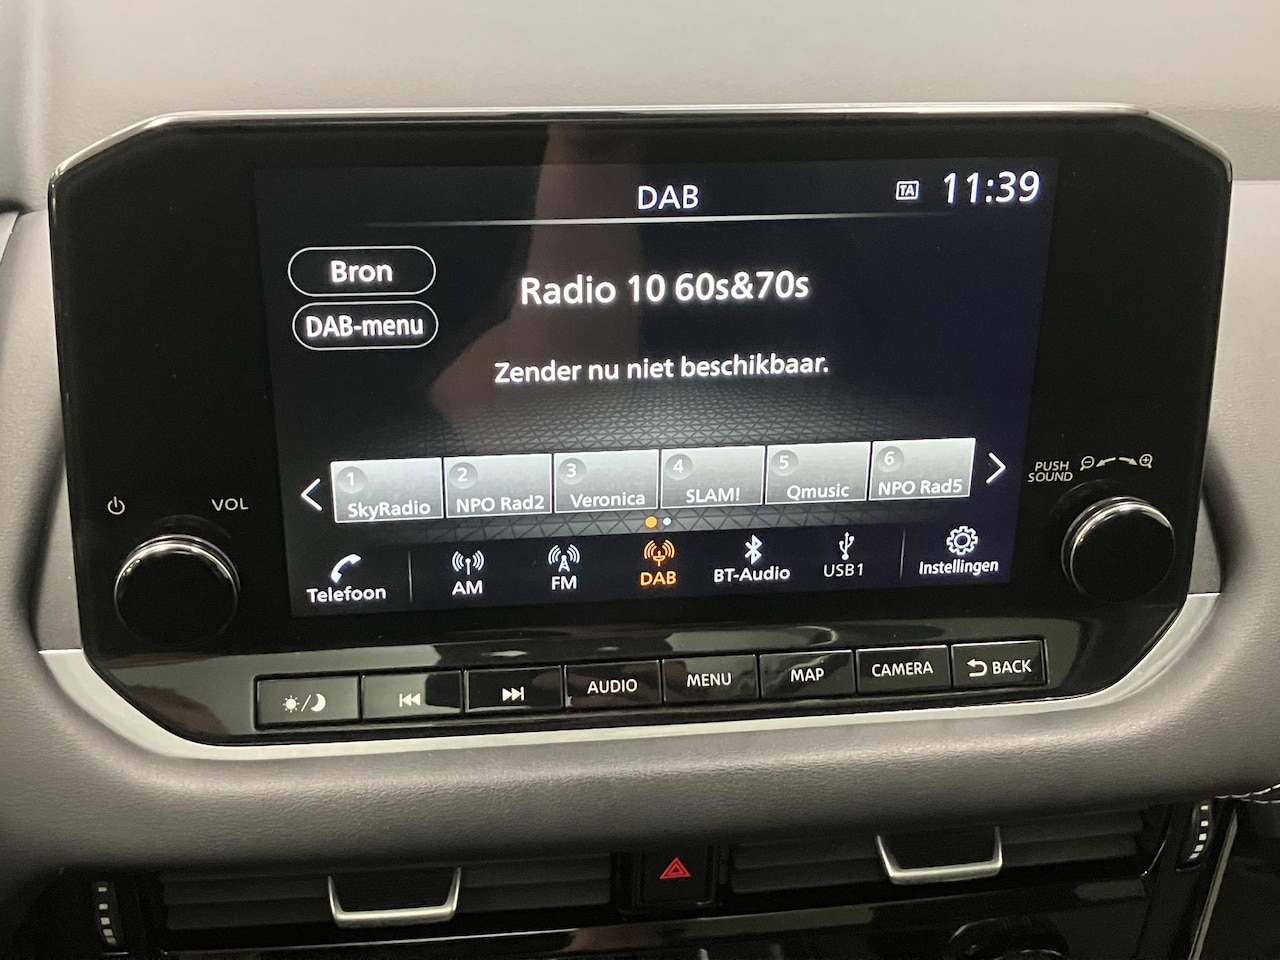 DAB
TA 11:39
Bron
DAB-menu
Radio 10 60s&70s
Zender nu niet beschikbaar.
1 SkyRadio
2 NPO Rad2
3 Veronica
4 SLAM!
5 Qmusic
6 NPO Rad5
VOL
PUSH
SOUND
Telefoon
AM
FM
DAB
BT-Audio
USB1
Instellingen
AUDIO
MENU
MAP
CAMERA
BACK